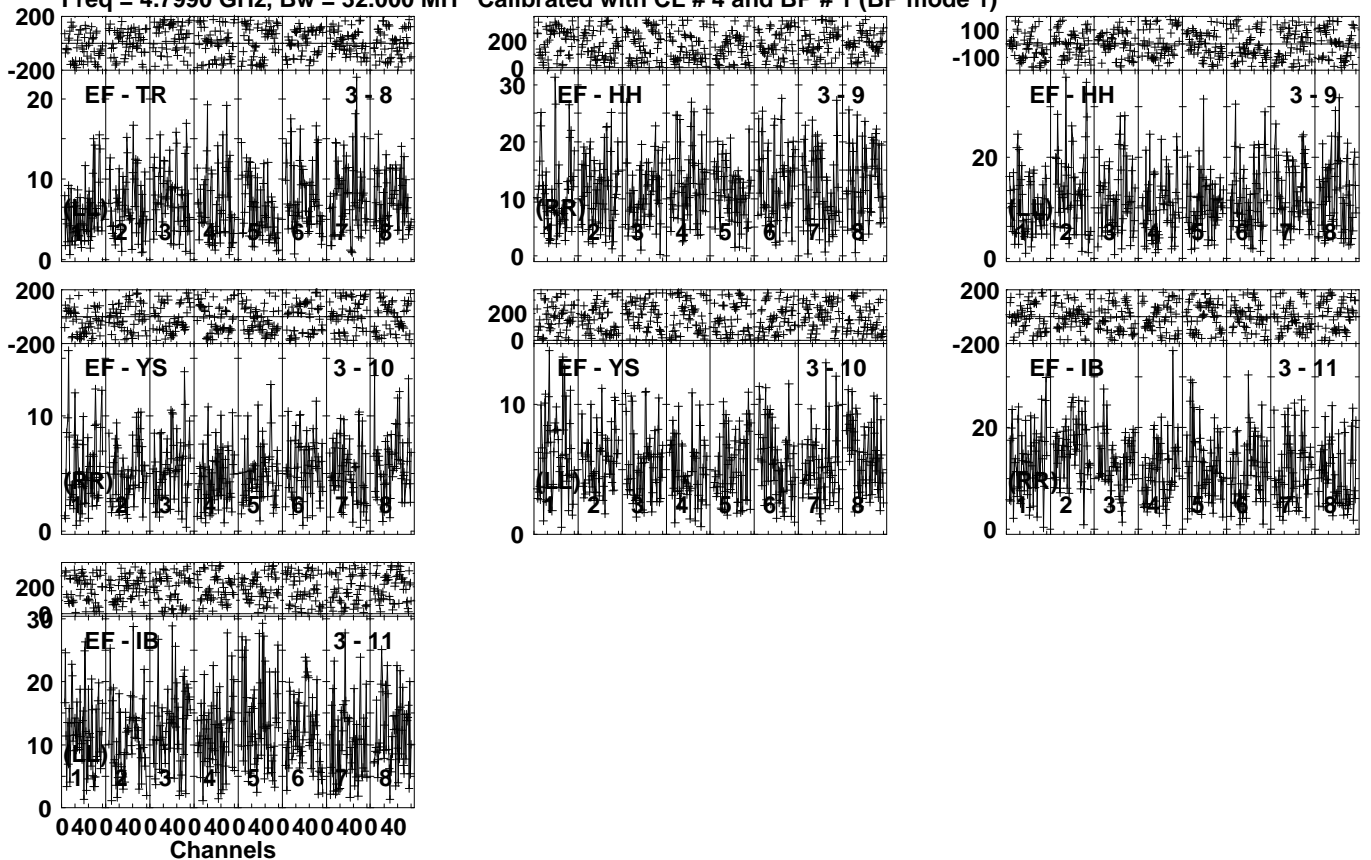 Freq = 4.7990 GHz, Bw = 32.000 MH Calibrated with CL # 4 and BP # 1 (BP mode 1)
200
-200
20
10
0
EF - TR
3 - 8
(LL)
1 2 3 4 5 6 7 8
200
0
30
20
10
0
EF - HH
3 - 9
(RR)
1 2 3 4 5 6 7 8
100
-100
20
0
EF - HH
3 - 9
(LL)
1 2 3 4 5 6 7 8
200
-200
10
0
EF - YS
3 - 10
(RR)
1 2 3 4 5 6 7 8
200
0
10
0
EF - YS
3 - 10
(LL)
1 2 3 4 5 6 7 8
200
-200
20
0
EF - IB
3 - 11
(RR)
1 2 3 4 5 6 7 8
200
0
30
20
10
0
EF - IB
3 - 11
(LL)
1 2 3 4 5 6 7 8
0 40 0 40 0 40 0 40 0 40 0 40 0 40 0 40
Channels